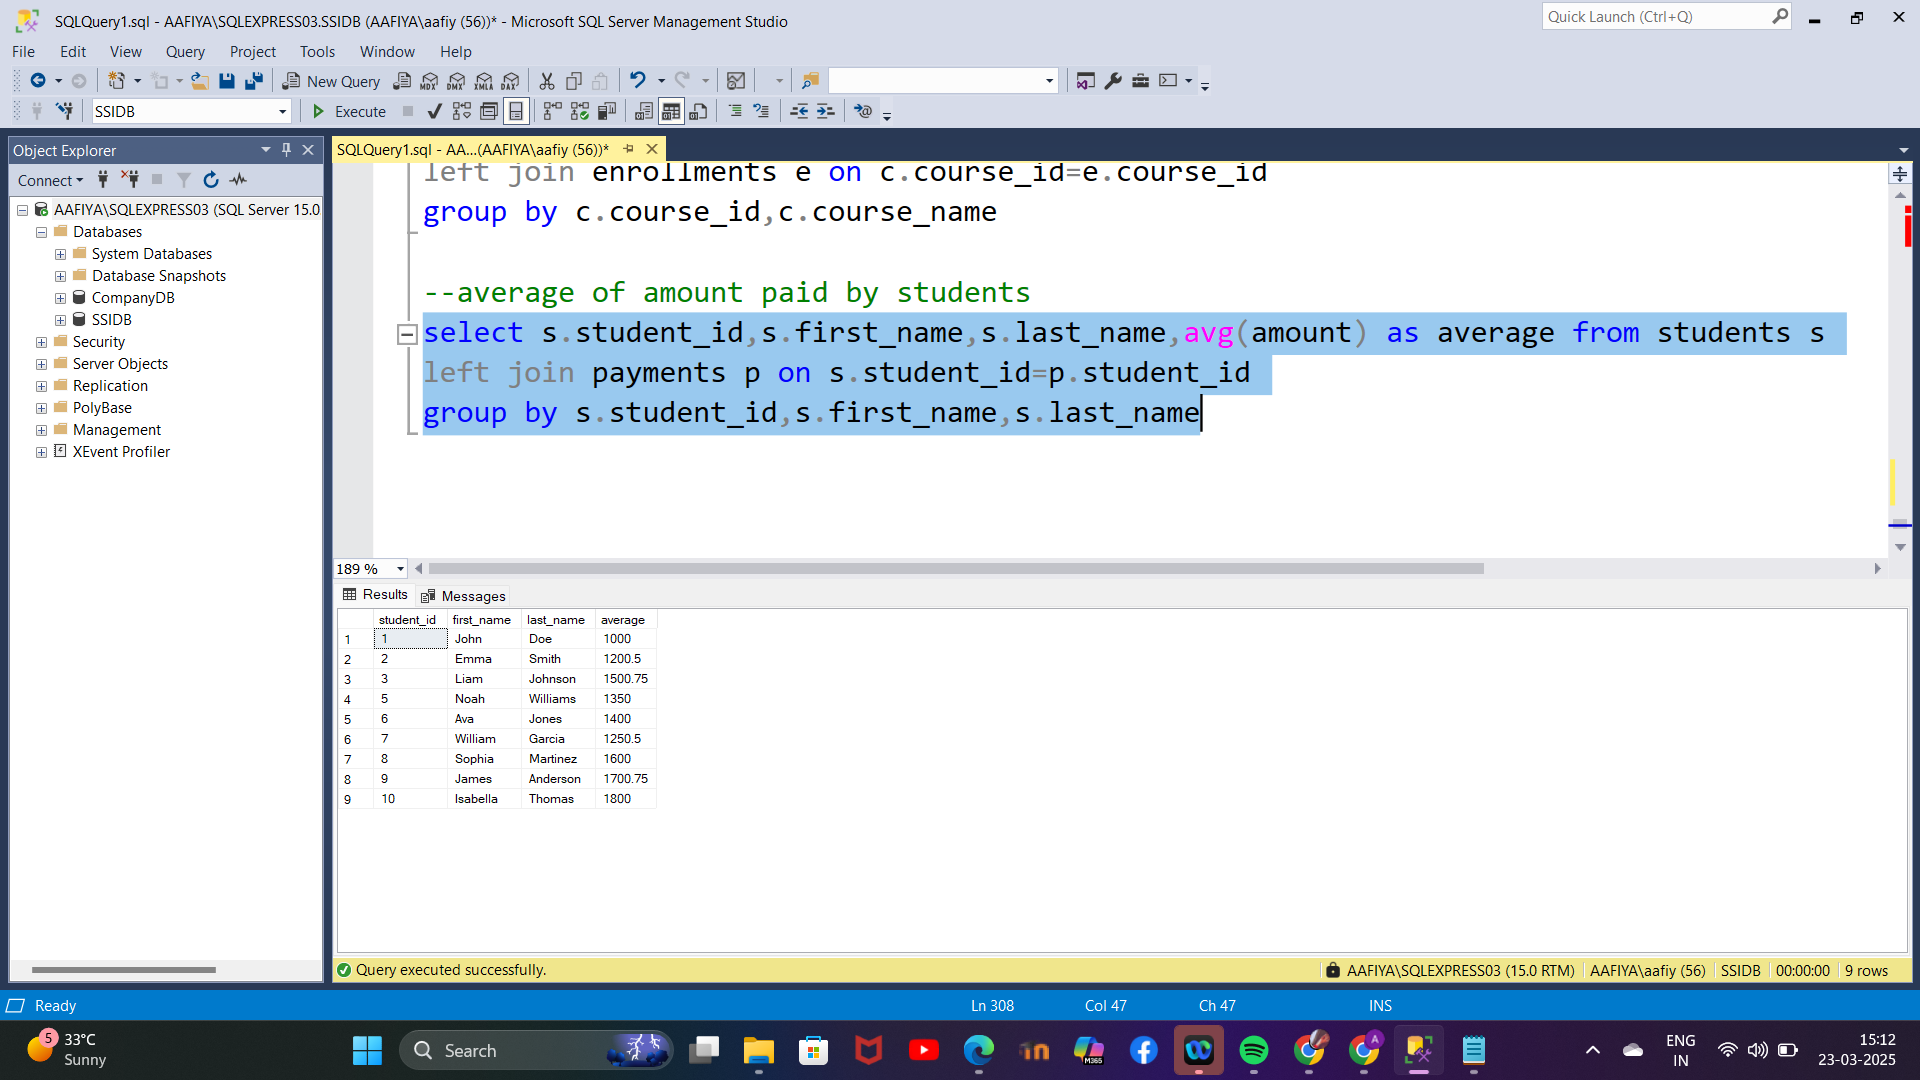 SQLQuery1.sql - AAFIYA\SQLEXPRESS03.SSIDB (AAFIYA\aafiy (56))* - Microsoft SQL Server Management Studio
Quick Launch (Ctrl+Q)
File Edit View Query Project Tools Window Help
New Query MDX DMX XMLA DAX
SSIDB Execute
Object Explorer
Connect
AAFIYA\SQLEXPRESS03 (SQL Server 15.0
Databases
System Databases
Database Snapshots
CompanyDB
SSIDB
Security
Server Objects
Replication
PolyBase
Management
XEvent Profiler
SQLQuery1.sql - AA...(AAFIYA\aafiy (56))*
left join enrollments e on c.course_id=e.course_id
group by c.course_id,c.course_name
--average of amount paid by students
select s.student_id,s.first_name,s.last_name,avg(amount) as average from students s
left join payments p on s.student_id=p.student_id
group by s.student_id,s.first_name,s.last_name
189 %
Results Messages
student_id first_name last_name average
1 1 John Doe 1000
2 2 Emma Smith 1200.5
3 3 Liam Johnson 1500.75
4 5 Noah Williams 1350
5 6 Ava Jones 1400
6 7 William Garcia 1250.5
7 8 Sophia Martinez 1600
8 9 James Anderson 1700.75
9 10 Isabella Thomas 1800
Query executed successfully. AAFIYA\SQLEXPRESS03 (15.0 RTM) AAFIYA\aafiy (56) SSIDB 00:00:00 9 rows
Ready Ln 308 Col 47 Ch 47 INS
5 33°C
Sunny
Search
in
M365
A
ENG
IN
15:12
23-03-2025